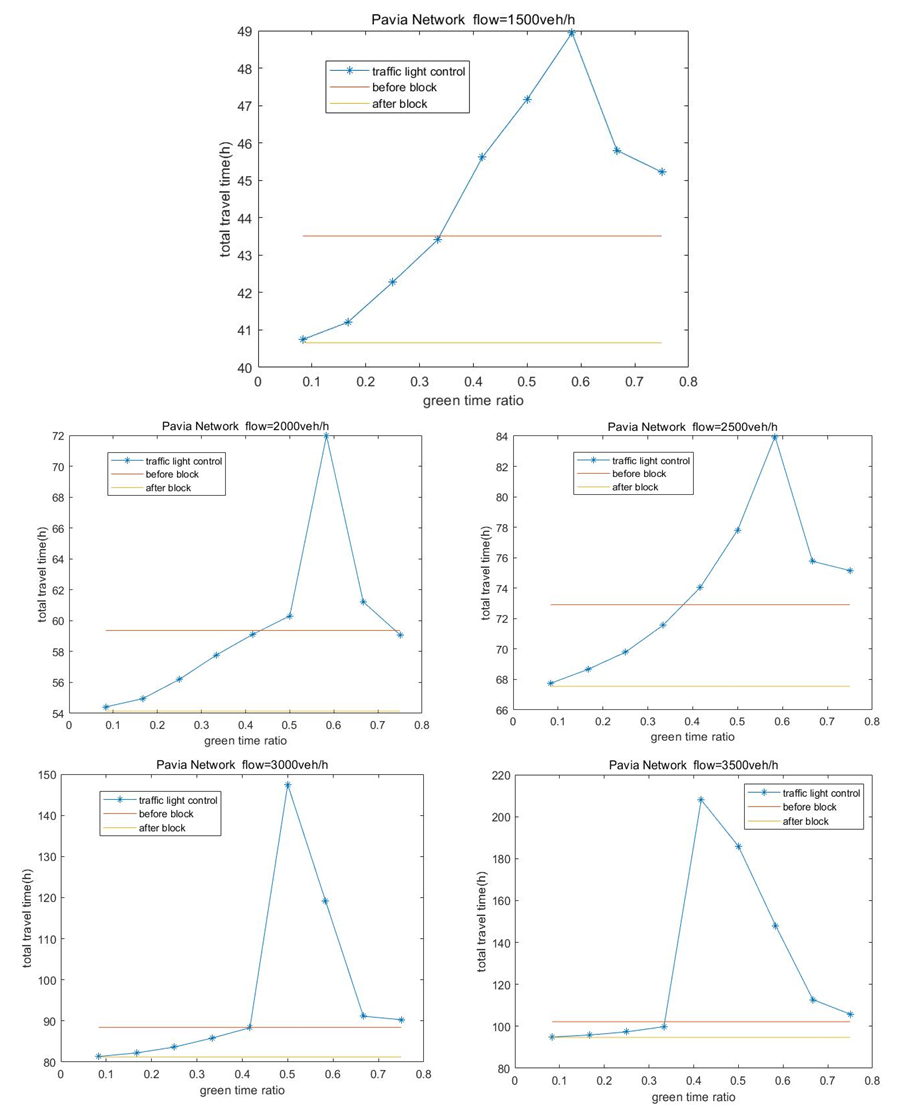 Pavia Network flow=1500veh/h
49
48
47
46
45
44
43
42
41
40
total travel time(h)
traffic light control
before block
after block
0 0.1 0.2 0.3 0.4 0.5 0.6 0.7 0.8
green time ratio
Pavia Network flow=2000veh/h
72
70
68
66
64
62
60
58
56
54
total travel time(h)
traffic light control
before block
after block
0 0.1 0.2 0.3 0.4 0.5 0.6 0.7 0.8
green time ratio
Pavia Network flow=2500veh/h
84
82
80
78
76
74
72
70
68
66
total travel time(h)
traffic light control
before block
after block
0 0.1 0.2 0.3 0.4 0.5 0.6 0.7 0.8
green time ratio
Pavia Network flow=3000veh/h
150
140
130
120
110
100
90
80
total travel time(h)
traffic light control
before block
after block
0 0.1 0.2 0.3 0.4 0.5 0.6 0.7 0.8
green time ratio
Pavia Network flow=3500veh/h
220
200
180
160
140
120
100
80
total travel time(h)
traffic light control
before block
after block
0 0.1 0.2 0.3 0.4 0.5 0.6 0.7 0.8
green time ratio